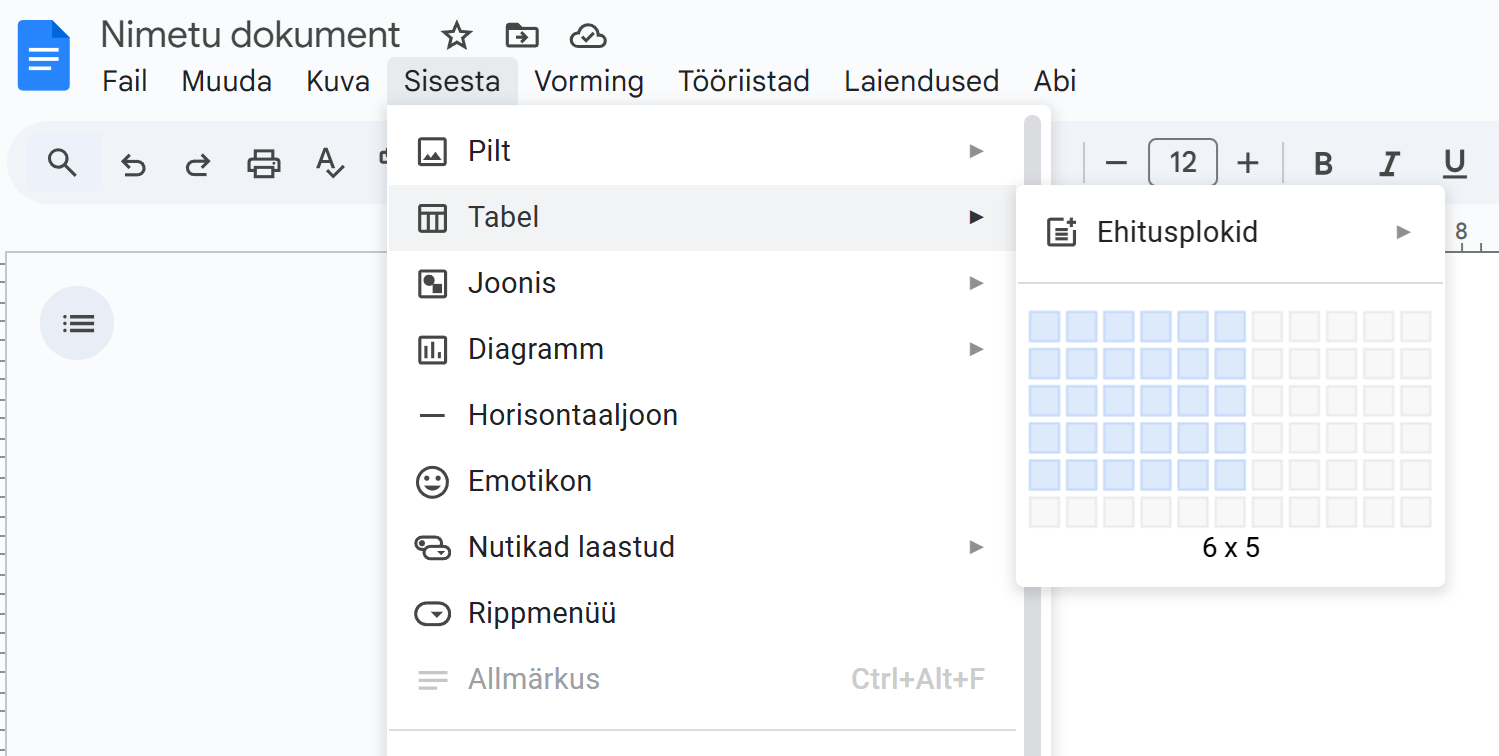 Nimetu dokument
Fail Muuda Kuva Sisesta Vorming Tööriistad Laiendused Abi
12 B I U
Pilt
Tabel
Ehitusplokid
8
Joonis
Diagramm
Horisontaaljoon
Emotikon
Nutikad laastud
6 x 5
Rippmenüü
Allmärkus Ctrl+Alt+F